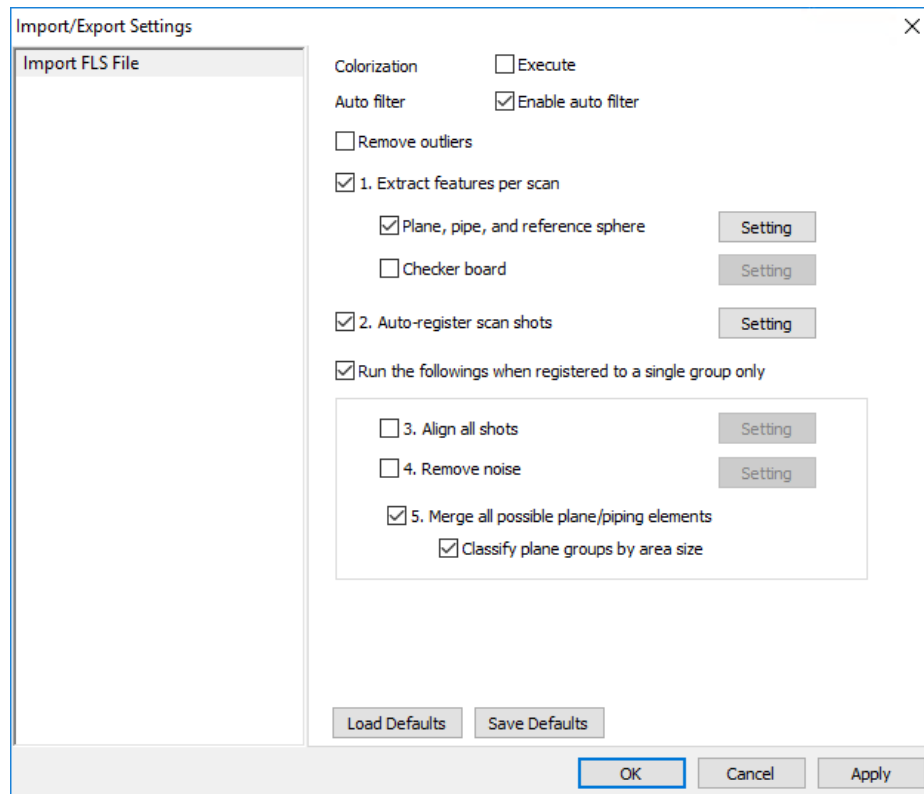 Import/Export Settings
Import FLS File
Colorization Execute
Auto filter Enable auto filter
Remove outliers
1. Extract features per scan
Plane, pipe, and reference sphere Setting
Checker board Setting
2. Auto-register scan shots Setting
Run the followings when registered to a single group only
3. Align all shots Setting
4. Remove noise Setting
5. Merge all possible plane/piping elements
Classify plane groups by area size
Load Defaults Save Defaults
OK Cancel Apply